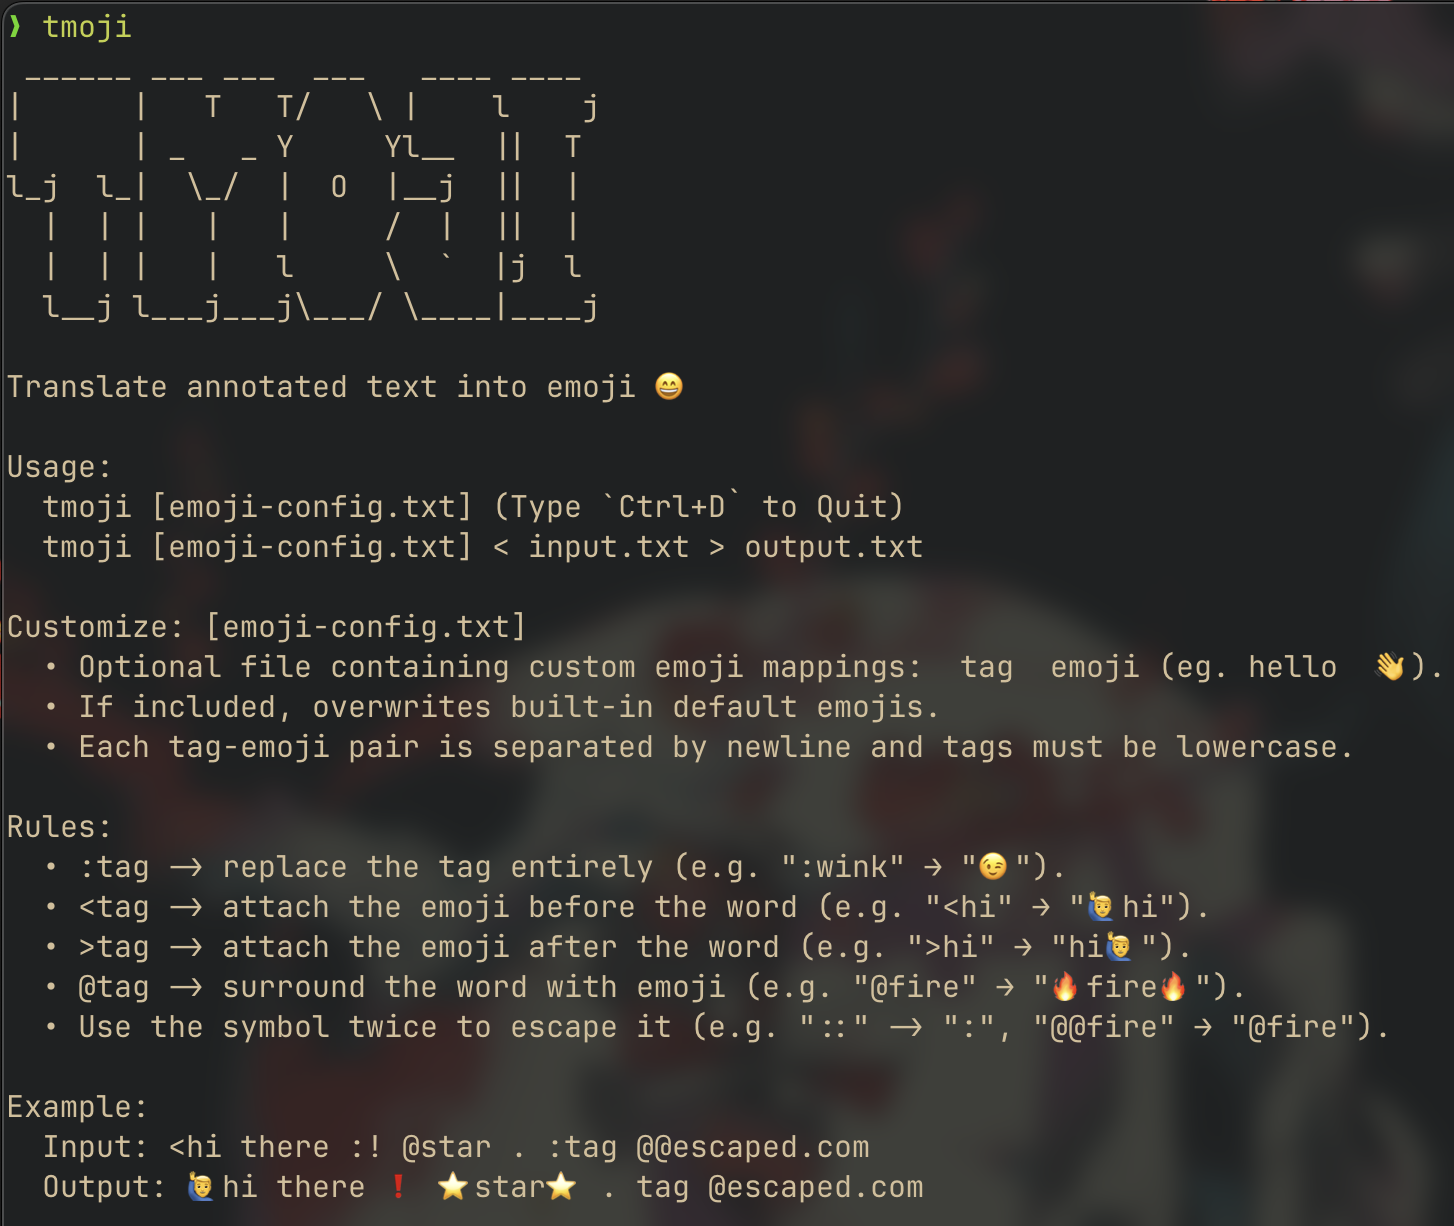 ❯ tmoji
 ______ ___ ___  ___   ____ ____
|      |   T   T/   \ |    l    j
|      | _   _ Y     Yl__  ||  T
l_j  l_|  \_/  |  O  |__j  ||  |
  |  | |   |   |     /  |  ||  |
  |  | |   |   l     \  `  |j  l
  l__j l___j___j\___/ \____|____j
Translate annotated text into emoji 😄
Usage:
  tmoji [emoji-config.txt] (Type `Ctrl+D` to Quit)
  tmoji [emoji-config.txt] < input.txt > output.txt
Customize: [emoji-config.txt]
  • Optional file containing custom emoji mappings:  tag  emoji (eg. hello  👋).
  • If included, overwrites built-in default emojis.
  • Each tag-emoji pair is separated by newline and tags must be lowercase.
Rules:
  • :tag -> replace the tag entirely (e.g. ":wink" → "😉").
  • <tag -> attach the emoji before the word (e.g. "<hi" → "🙋‍♂️hi").
  • >tag -> attach the emoji after the word (e.g. ">hi" → "hi🙋‍♂️").
  • @tag -> surround the word with emoji (e.g. "@fire" → "🔥fire🔥").
  • Use the symbol twice to escape it (e.g. "::" -> ":", "@@fire" → "@fire").
Example:
  Input: <hi there :! @star . :tag @@escaped.com
  Output: 🙋‍♂️hi there ❗ ⭐star⭐ . tag @escaped.com